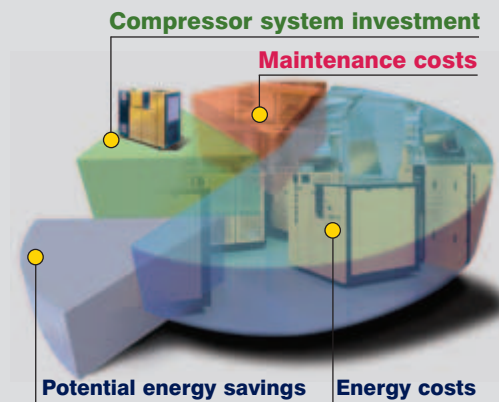 Compressor system investment
Maintenance costs
Potential energy savings
Energy costs